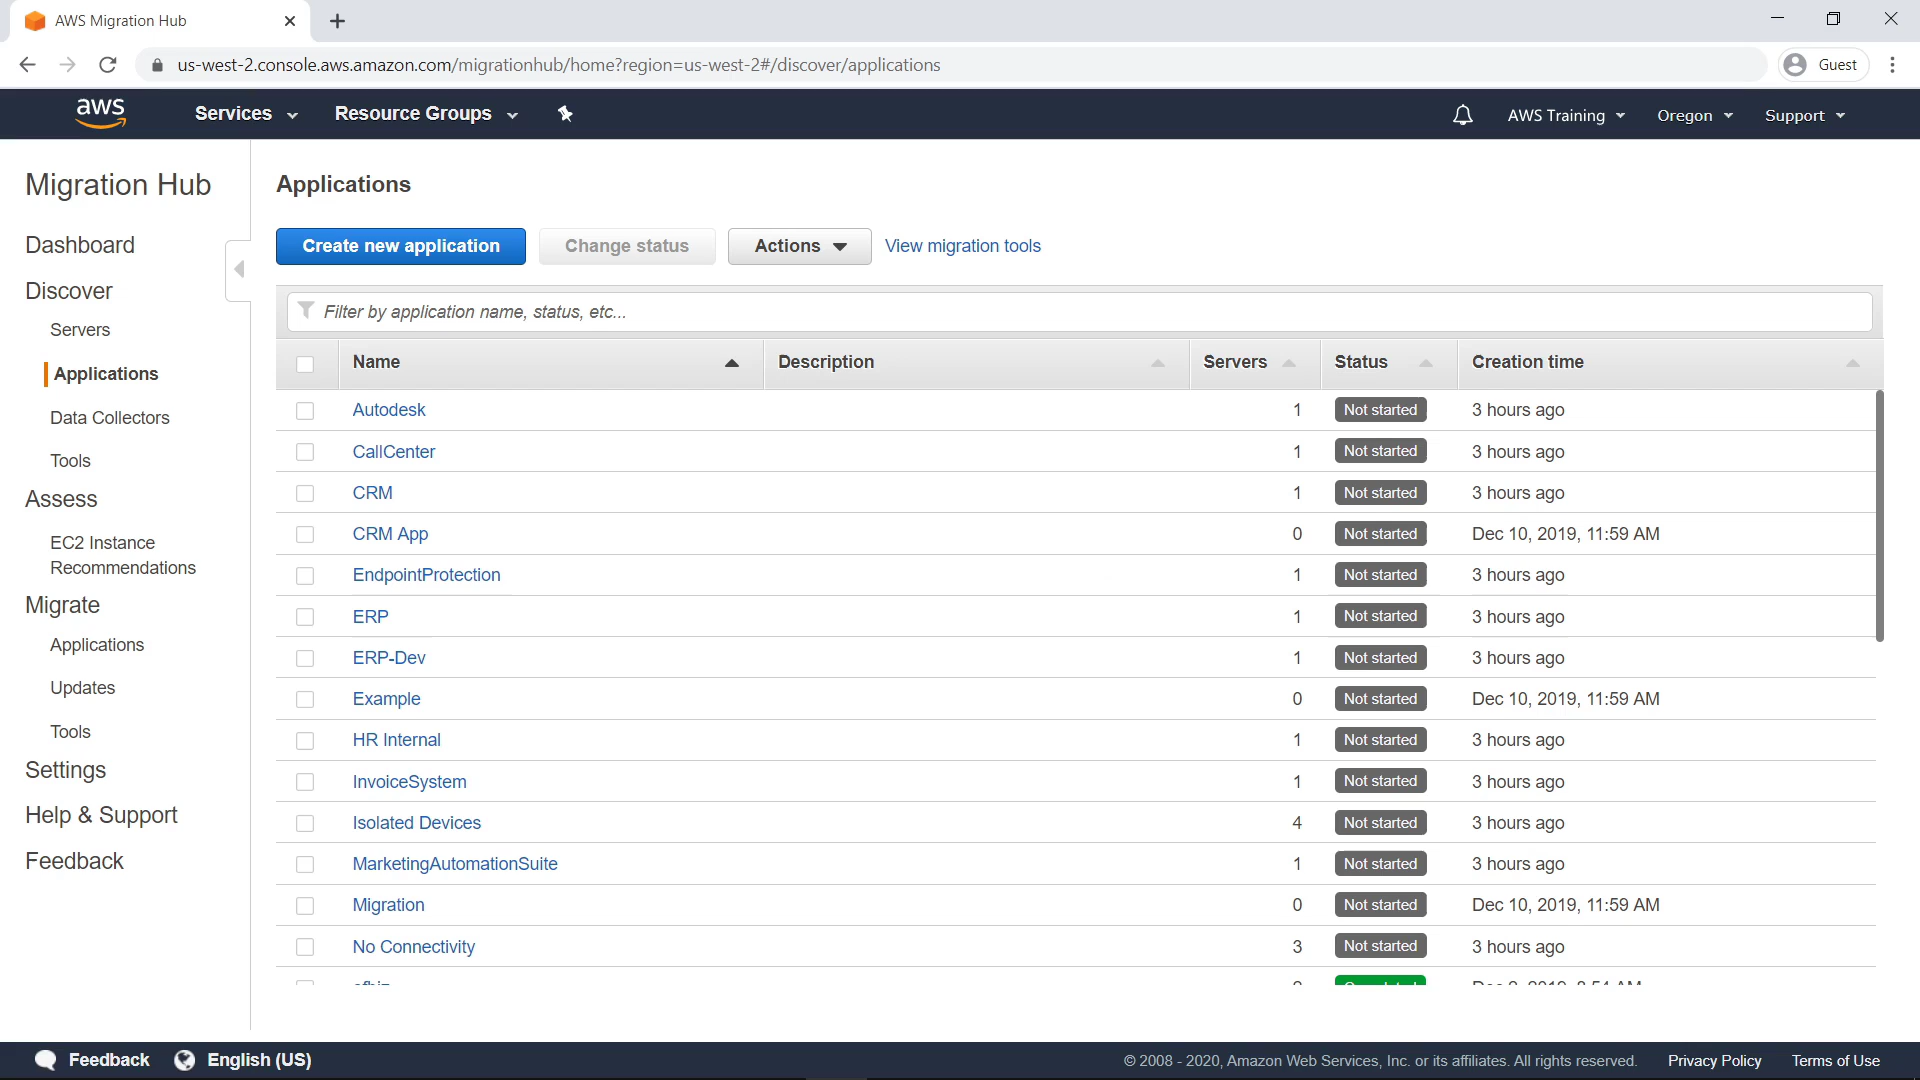 AWS Migration Hub
us-west-2.console.aws.amazon.com/migrationhub/home?region=us-west-2#/discover/applications
Guest
aws
Services
Resource Groups
AWS Training
Oregon
Support
Migration Hub
Dashboard
Discover
Servers
Applications
Data Collectors
Tools
Assess
EC2 Instance
Recommendations
Migrate
Applications
Updates
Tools
Settings
Help & Support
Feedback
Applications
Create new application
Change status
Actions
View migration tools
Filter by application name, status, etc...
Name Description Servers Status Creation time
Autodesk 1 Not started 3 hours ago
CallCenter 1 Not started 3 hours ago
CRM 1 Not started 3 hours ago
CRM App 0 Not started Dec 10, 2019, 11:59 AM
EndpointProtection 1 Not started 3 hours ago
ERP 1 Not started 3 hours ago
ERP-Dev 1 Not started 3 hours ago
Example 0 Not started Dec 10, 2019, 11:59 AM
HR Internal 1 Not started 3 hours ago
InvoiceSystem 1 Not started 3 hours ago
Isolated Devices 4 Not started 3 hours ago
MarketingAutomationSuite 1 Not started 3 hours ago
Migration 0 Not started Dec 10, 2019, 11:59 AM
No Connectivity 3 Not started 3 hours ago
Feedback
English (US)
© 2008 - 2020, Amazon Web Services, Inc. or its affiliates. All rights reserved.
Privacy Policy
Terms of Use